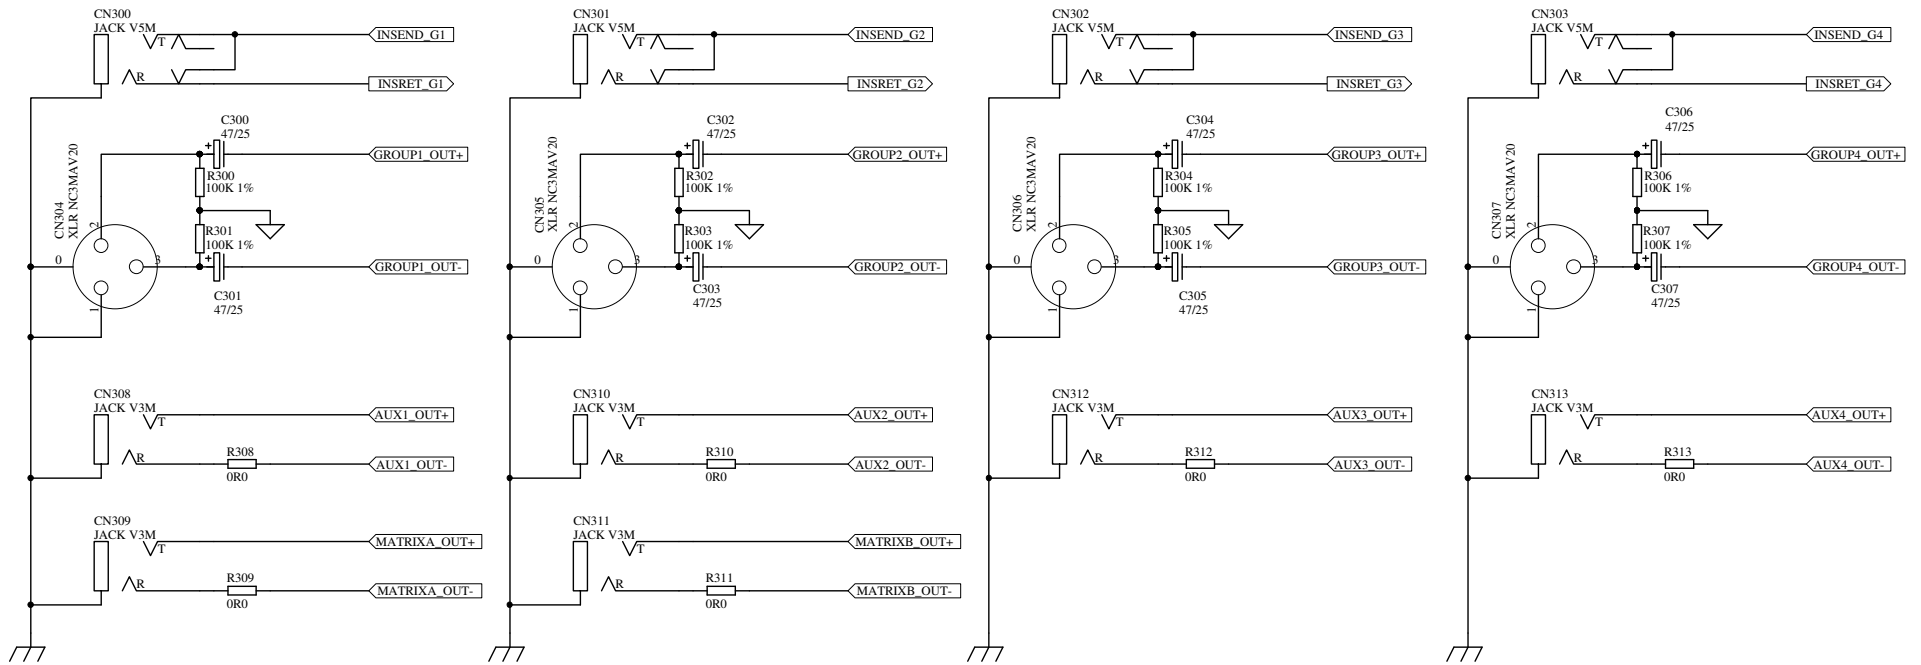 CN300
JACK V5M
T
INSEND_G1
R
INSRET_G1
C300
47/25
+
GROUP1_OUT+
R300
100K 1%
CN304
XLR NC3MAV20
2
R301
100K 1%
0
3
+
GROUP1_OUT-
1
C301
47/25
CN308
JACK V3M
T
AUX1_OUT+
R
R308
0R0
AUX1_OUT-
CN309
JACK V3M
T
MATRIXA_OUT+
R
R309
0R0
MATRIXA_OUT-
CN301
JACK V5M
T
INSEND_G2
R
INSRET_G2
C302
47/25
+
GROUP2_OUT+
R302
100K 1%
CN305
XLR NC3MAV20
2
R303
100K 1%
0
3
+
GROUP2_OUT-
1
C303
47/25
CN310
JACK V3M
T
AUX2_OUT+
R
R310
0R0
AUX2_OUT-
CN311
JACK V3M
T
MATRIXB_OUT+
R
R311
0R0
MATRIXB_OUT-
CN302
JACK V5M
T
INSEND_G3
R
INSRET_G3
C304
47/25
+
GROUP3_OUT+
R304
100K 1%
CN306
XLR NC3MAV20
2
R305
100K 1%
0
3
+
GROUP3_OUT-
1
C305
47/25
CN312
JACK V3M
T
AUX3_OUT+
R
R312
0R0
AUX3_OUT-
CN303
JACK V5M
T
INSEND_G4
R
INSRET_G4
C306
47/25
+
GROUP4_OUT+
R306
100K 1%
CN307
XLR NC3MAV20
2
R307
100K 1%
0
3
+
GROUP4_OUT-
1
C307
47/25
CN313
JACK V3M
T
AUX4_OUT+
R
R313
0R0
AUX4_OUT-